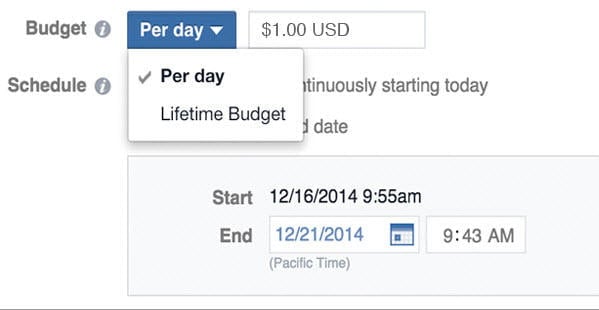 Budget Per day $1.00 USD
Per day
Schedule ntinuously starting today
Lifetime Budget
d date
Start 12/16/2014 9:55am
End 12/21/2014 9:43 AM
(Pacific Time)